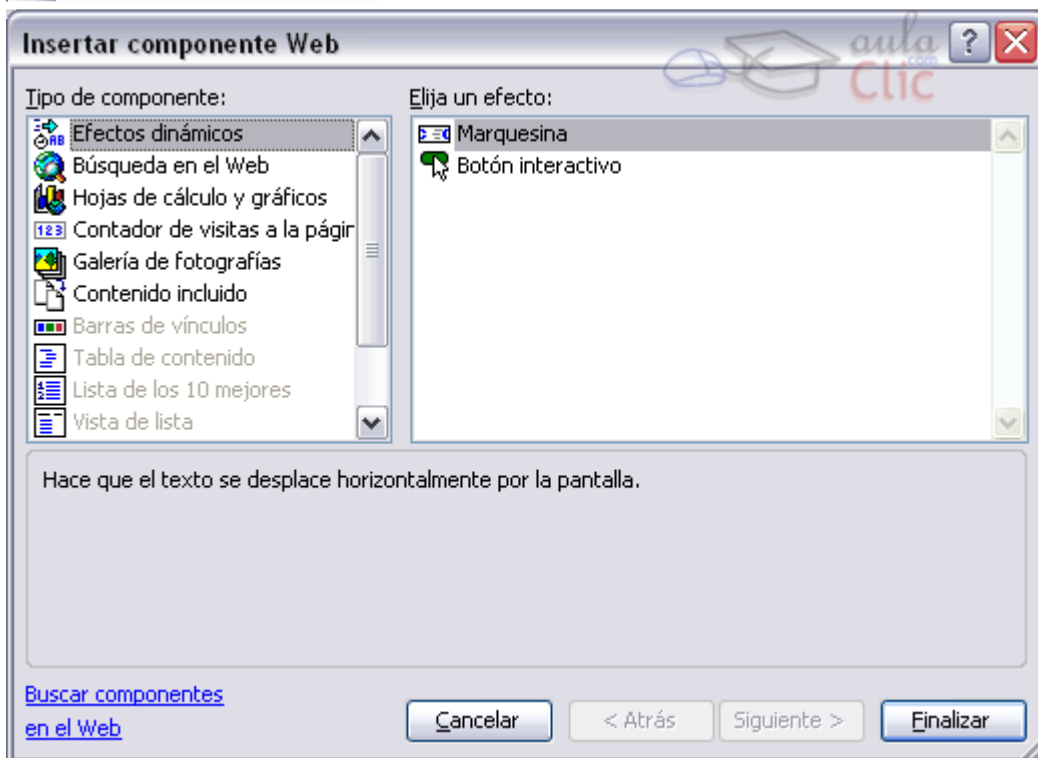 Insertar componente Web
aula
.com
Clic
?
Tipo de componente:
Elija un efecto:
Efectos dinámicos
Búsqueda en el Web
Hojas de cálculo y gráficos
123 Contador de visitas a la págir
Galería de fotografías
Contenido incluido
Barras de vínculos
Tabla de contenido
Lista de los 10 mejores
Vista de lista
Marquesina
Botón interactivo
Hace que el texto se desplace horizontalmente por la pantalla.
Buscar componentes
en el Web
Cancelar
< Atrás
Siguiente >
Finalizar